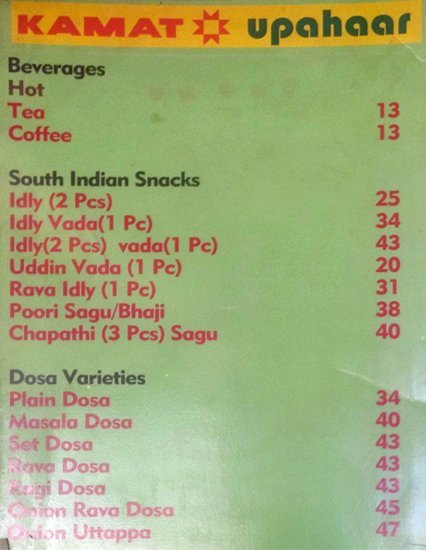 KAMAT upahaar
Beverages
Hot
Tea 13
Coffee 13
South Indian Snacks
Idly (2 Pcs) 25
Idly Vada(1 Pc) 34
Idly(2 Pcs) vada(1 Pc) 43
Uddin Vada (1 Pc) 20
Rava Idly (1 Pc) 31
Poori Sagu/Bhaji 38
Chapathi (3 Pcs) Sagu 40
Dosa Varieties
Plain Dosa 34
Masala Dosa 40
Set Dosa 43
Rava Dosa 43
Ragi Dosa 43
Onion Rava Dosa 45
Onion Uttappa 47